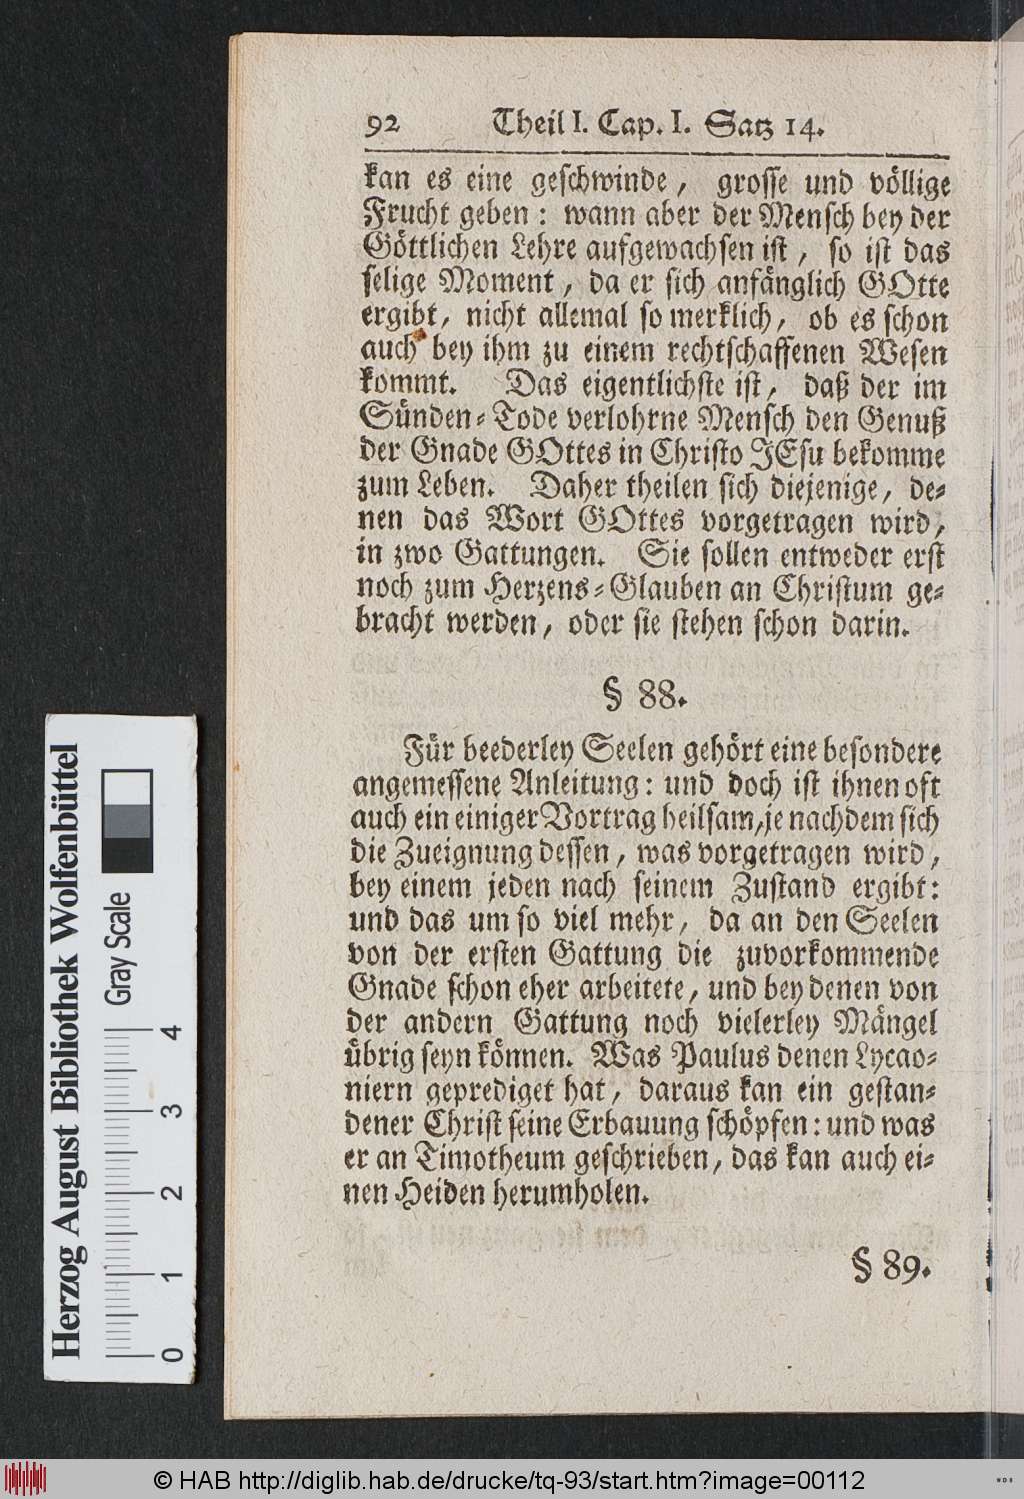 92 Theil I. Cap. I. Satz 14.
kan es eine geschwinde, grosse und völlige
Frucht geben: wann aber der Mensch bey der
Göttlichen Lehre aufgewachsen ist, so ist das
selige Moment, da er sich anfänglich GOtte
ergibt, nicht allemal so merklich, ob es schon
auch bey ihm zu einem rechtschaffenen Wesen
kommt. Das eigentlichste ist, daß der im
Sünden-Tode verlohrne Mensch den Genuß
der Gnade GOttes in Christo JEsu bekomme
zum Leben. Daher theilen sich diejenige, de-
nen das Wort GOttes vorgetragen wird,
in zwo Gattungen. Sie sollen entweder erst
noch zum Herzens-Glauben an Christum ge-
bracht werden, oder sie stehen schon darin.
§ 88.
Für beederley Seelen gehört eine besondere
angemessene Anleitung: und doch ist ihnen oft
auch ein einiger Vortrag heilsam, je nachdem sich
die Zueignung dessen, was vorgetragen wird,
bey einem jeden nach seinem Zustand ergibt:
und das um so viel mehr, da an den Seelen
von der ersten Gattung die zuvorkommende
Gnade schon eher arbeitete, und bey denen von
der andern Gattung noch vielerley Mängel
übrig seyn können. Was Paulus denen Lycao-
niern geprediget hat, daraus kan ein gestan-
dener Christ seine Erbauung schöpfen: und was
er an Timotheum geschrieben, das kan auch ei-
nen Heiden herumholen.
§ 89.
Herzog August Bibliothek Wolfenbüttel
Gray Scale
0 1 2 3 4
© HAB http://diglib.hab.de/drucke/tq-93/start.htm?image=00112